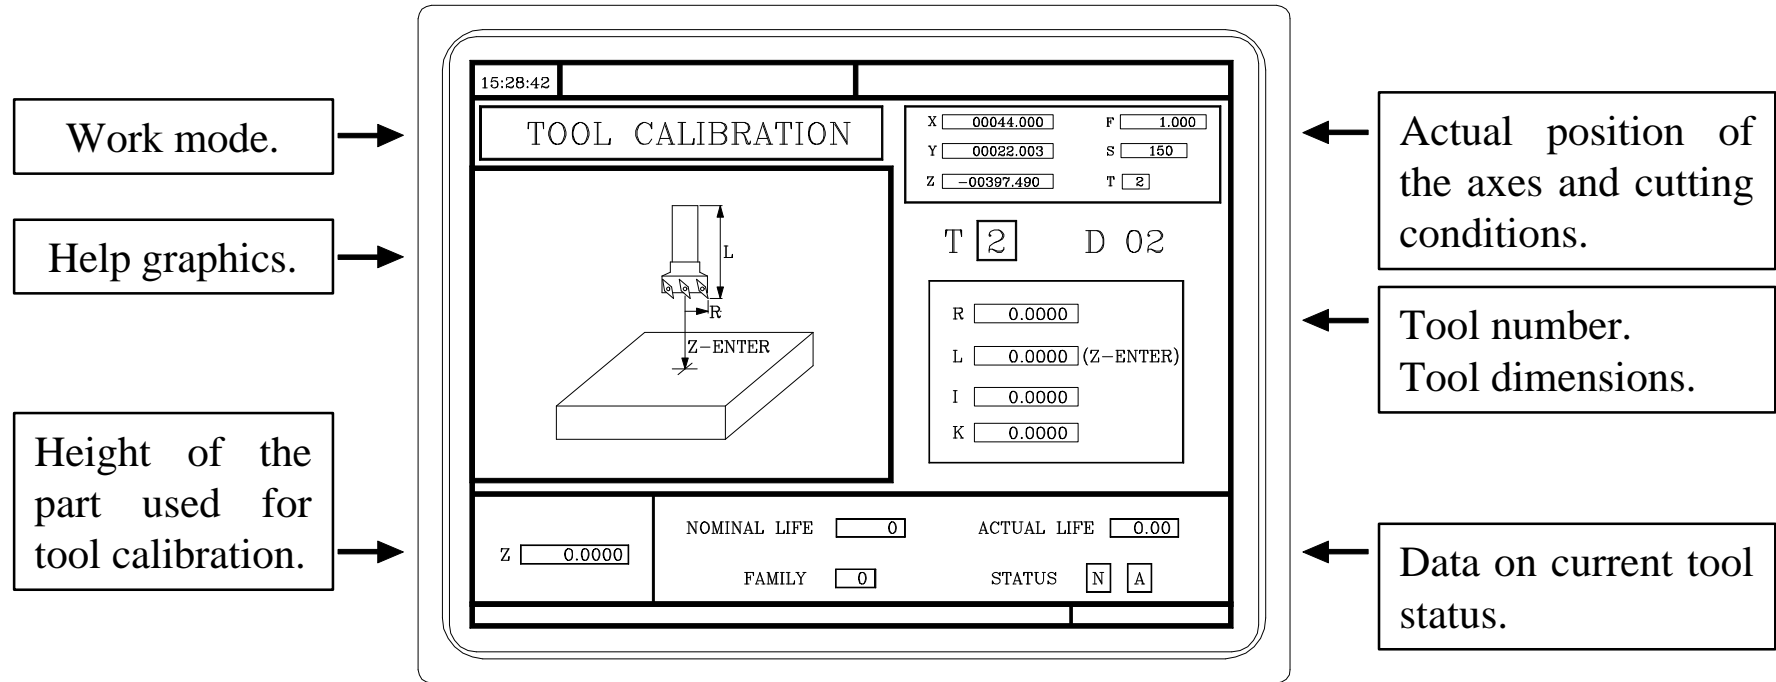 Work mode.
Help graphics.
Height of the
part used for
tool calibration.
15:28:42
TOOL CALIBRATION
X 00044.000 F 1.000
Y 00022.003 S 150
Z -00397.490 T 2
L
R
Z-ENTER
T 2 D 02
R 0.0000
L 0.0000 (Z-ENTER)
I 0.0000
K 0.0000
Z 0.0000
NOMINAL LIFE 0 ACTUAL LIFE 0.00
FAMILY 0 STATUS N A
Actual position of
the axes and cutting
conditions.
Tool number.
Tool dimensions.
Data on current tool
status.